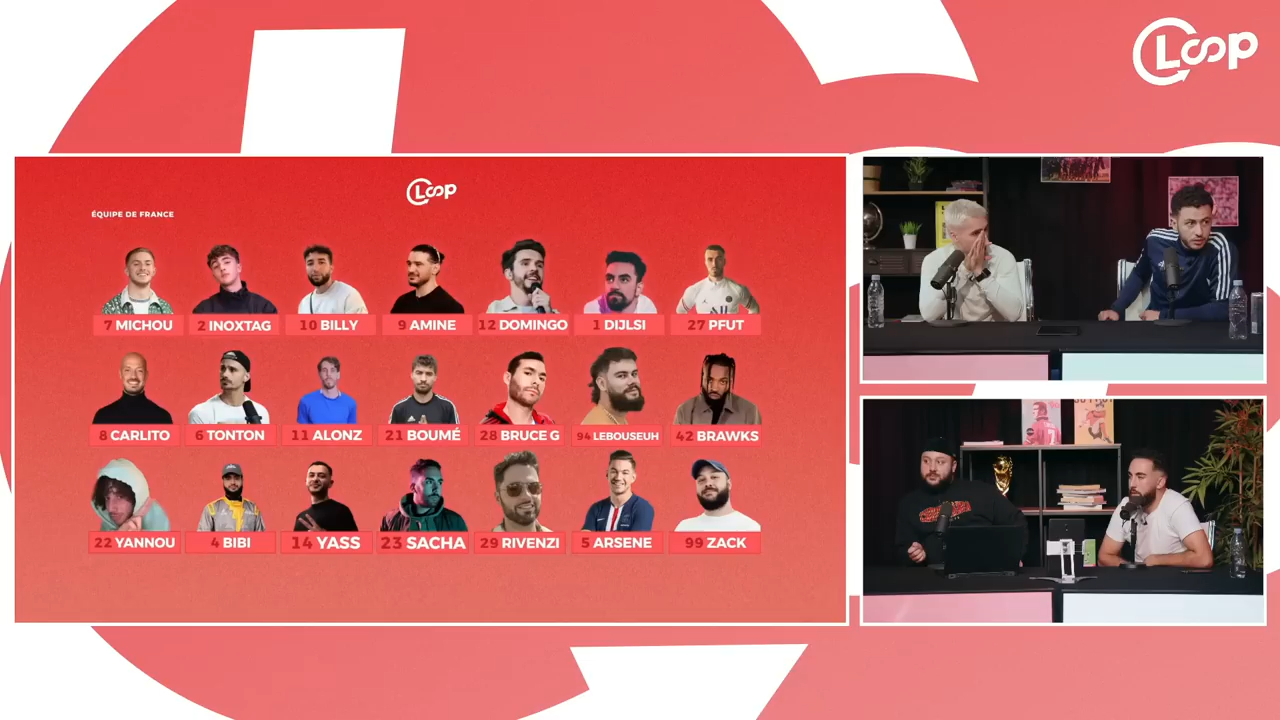 Loop
Loop
ÉQUIPE DE FRANCE
7 MICHOU
2 INOXTAG
10 BILLY
9 AMINE
12 DOMINGO
1 DIJLSI
27 PFUT
8 CARLITO
6 TONTON
11 ALONZ
21 BOUMÉ
28 BRUCE G
94 LEBOUSEUH
42 BRAWKS
22 YANNOU
4 BIBI
14 YASS
23 SACHA
29 RIVENZI
5 ARSENE
99 ZACK